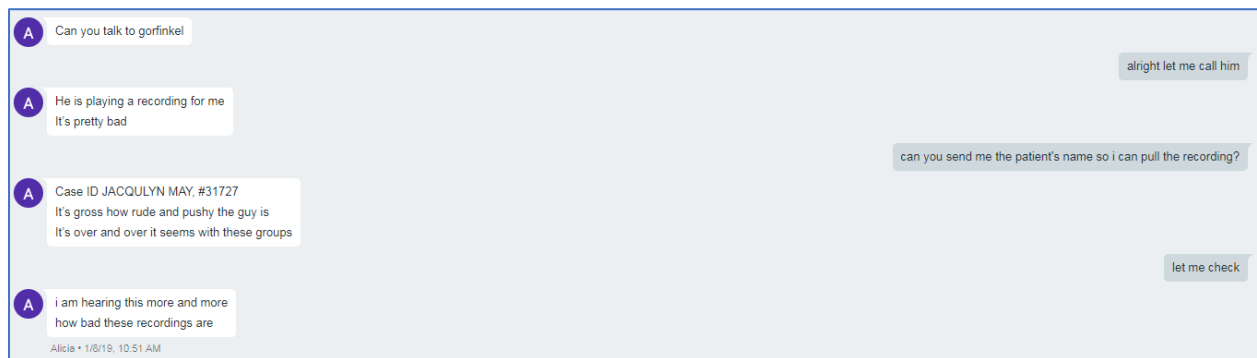 A
Can you talk to gorfinkel
alright let me call him
A
He is playing a recording for me
It's pretty bad
can you send me the patient's name so i can pull the recording?
A
Case ID JACQULYN MAY, #31727
It's gross how rude and pushy the guy is
It's over and over it seems with these groups
let me check
A
i am hearing this more and more
how bad these recordings are
Alicia • 1/8/19, 10:51 AM